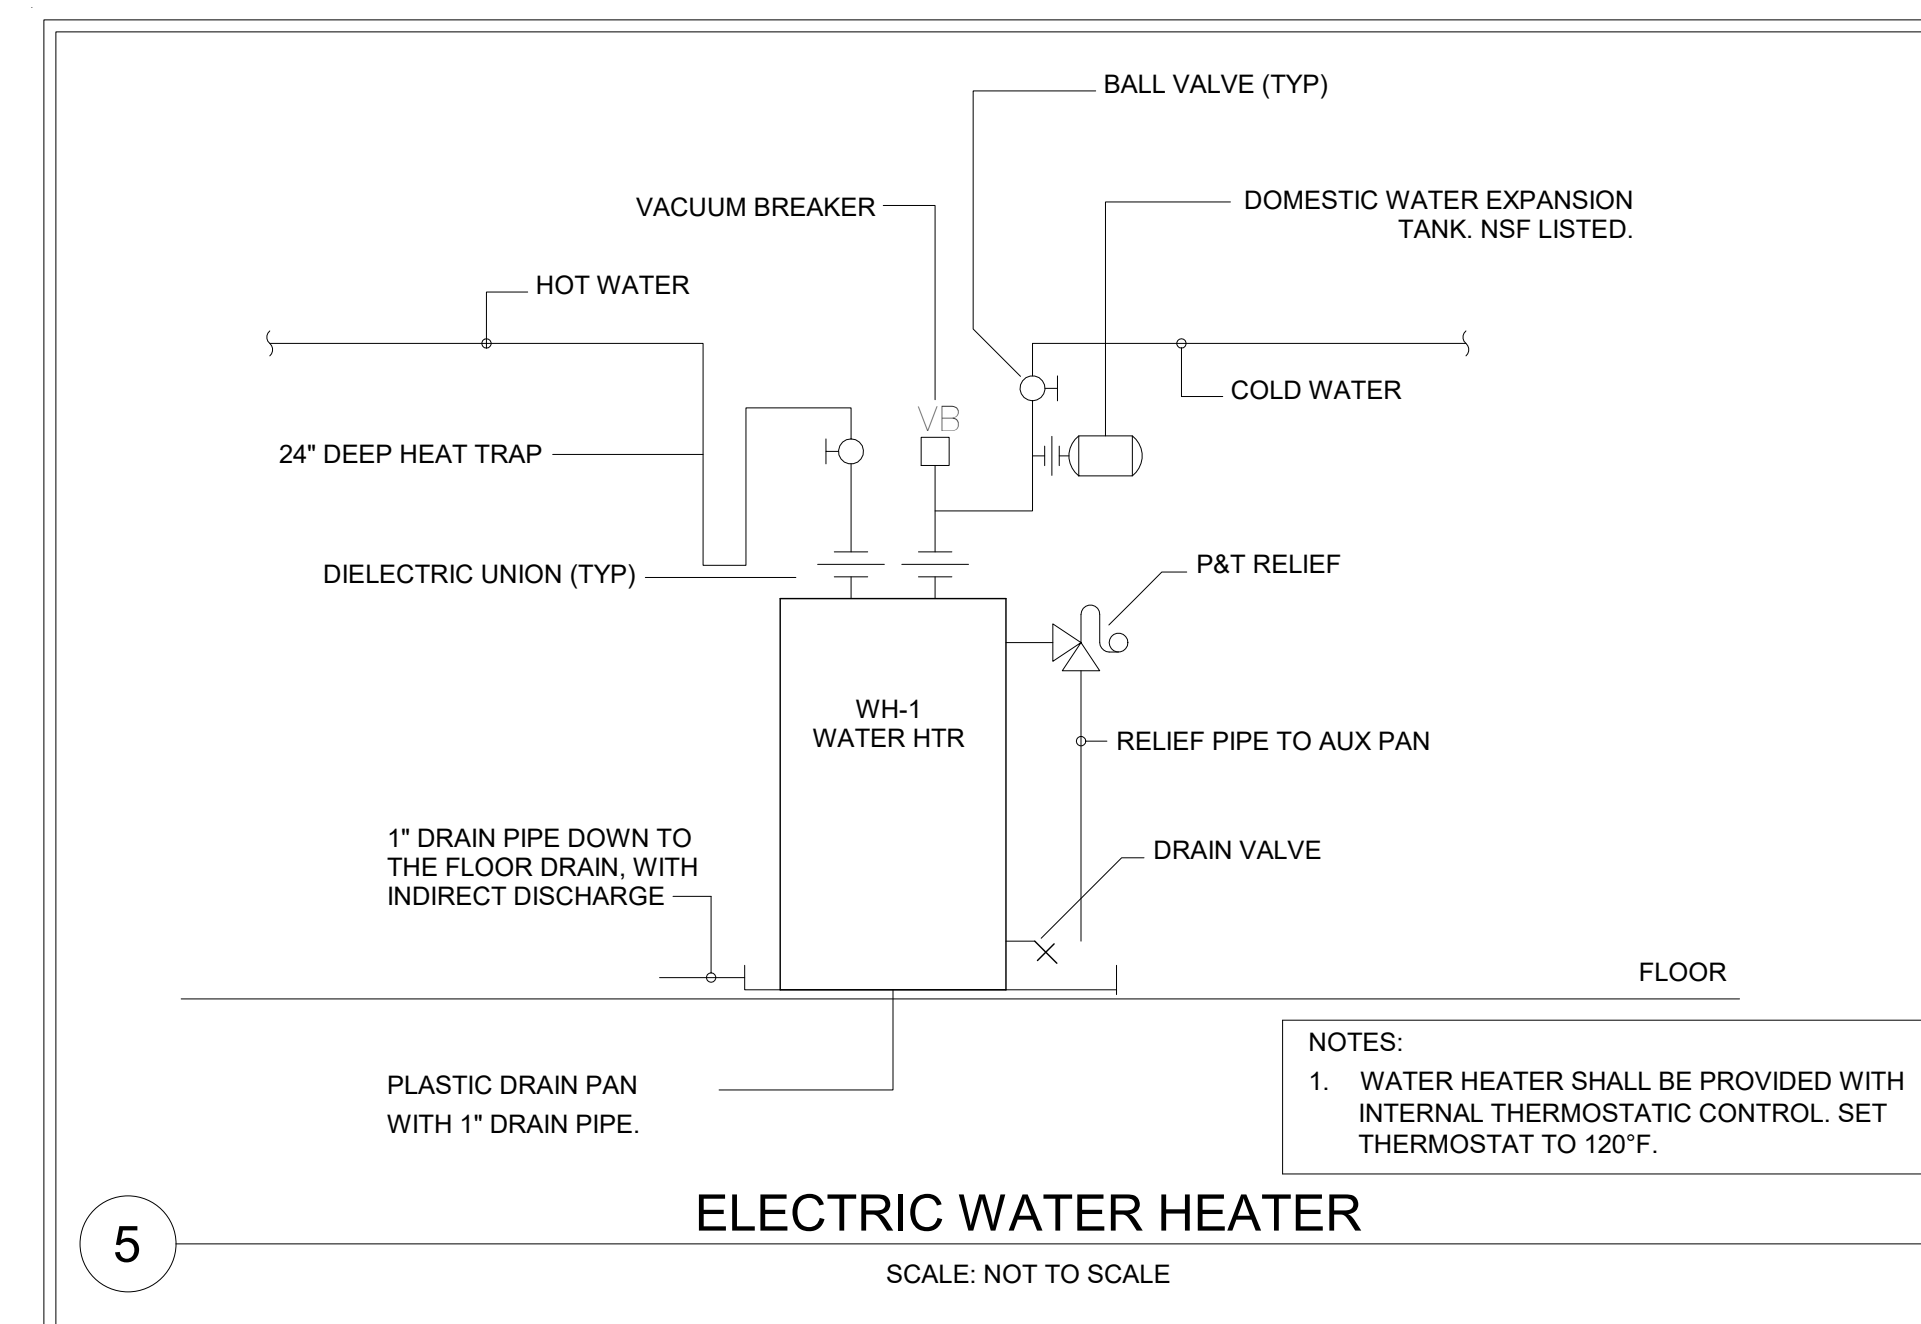 BALL VALVE (TYP)
VACUUM BREAKER
DOMESTIC WATER EXPANSION
TANK. NSF LISTED.
HOT WATER
COLD WATER
VB
24" DEEP HEAT TRAP
DIELECTRIC UNION (TYP)
P&T RELIEF
WH-1
WATER HTR
RELIEF PIPE TO AUX PAN
1" DRAIN PIPE DOWN TO
THE FLOOR DRAIN, WITH
INDIRECT DISCHARGE
DRAIN VALVE
FLOOR
PLASTIC DRAIN PAN
WITH 1" DRAIN PIPE.
NOTES:
1. WATER HEATER SHALL BE PROVIDED WITH
INTERNAL THERMOSTATIC CONTROL. SET
THERMOSTAT TO 120°F.
5
ELECTRIC WATER HEATER
SCALE: NOT TO SCALE